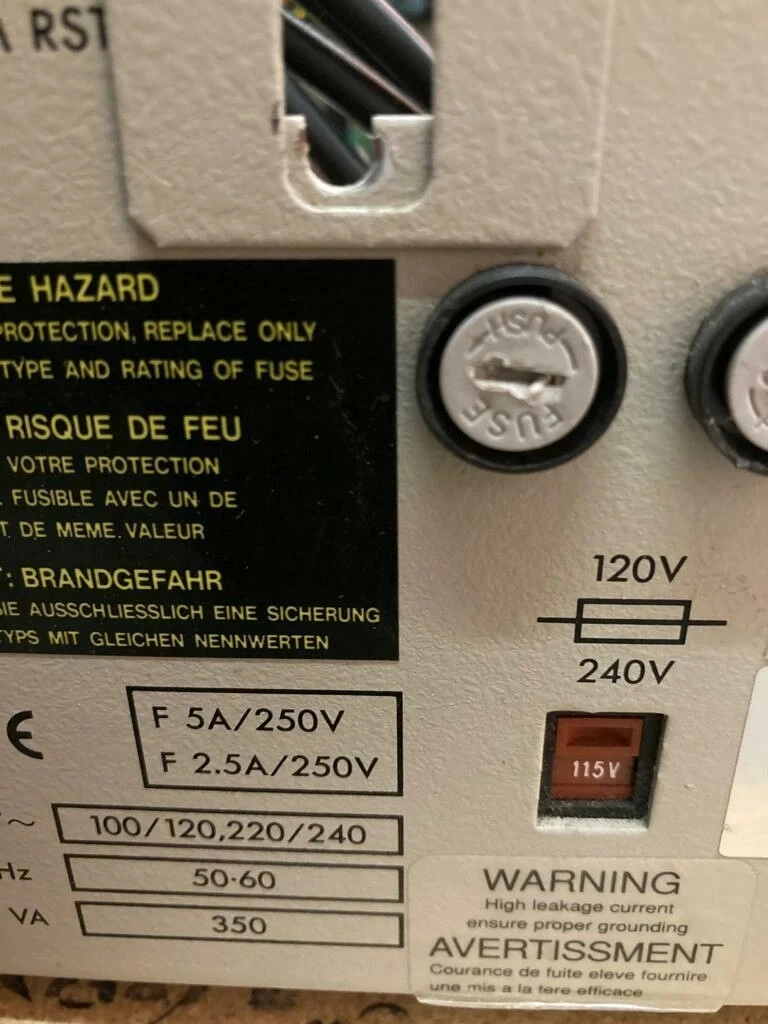 RST
E HAZARD
PROTECTION, REPLACE ONLY
TYPE AND RATING OF FUSE
RISQUE DE FEU
VOTRE PROTECTION
FUSIBLE AVEC UN DE
T DE MEME.VALEUR
: BRANDGEFAHR
SIE AUSSCHLIESSLICH EINE SICHERUNG
TYPS MIT GLEICHEN NENNWERTEN
PUSH
FUSE
120V
240V
115V
CE
F 5A/250V
F 2.5A/250V
~ 100/120,220/240
Hz 50·60
VA 350
WARNING
High leakage current
ensure proper grounding
AVERTISSMENT
Courance de fuite eleve fournire
une mis a la tere efficace